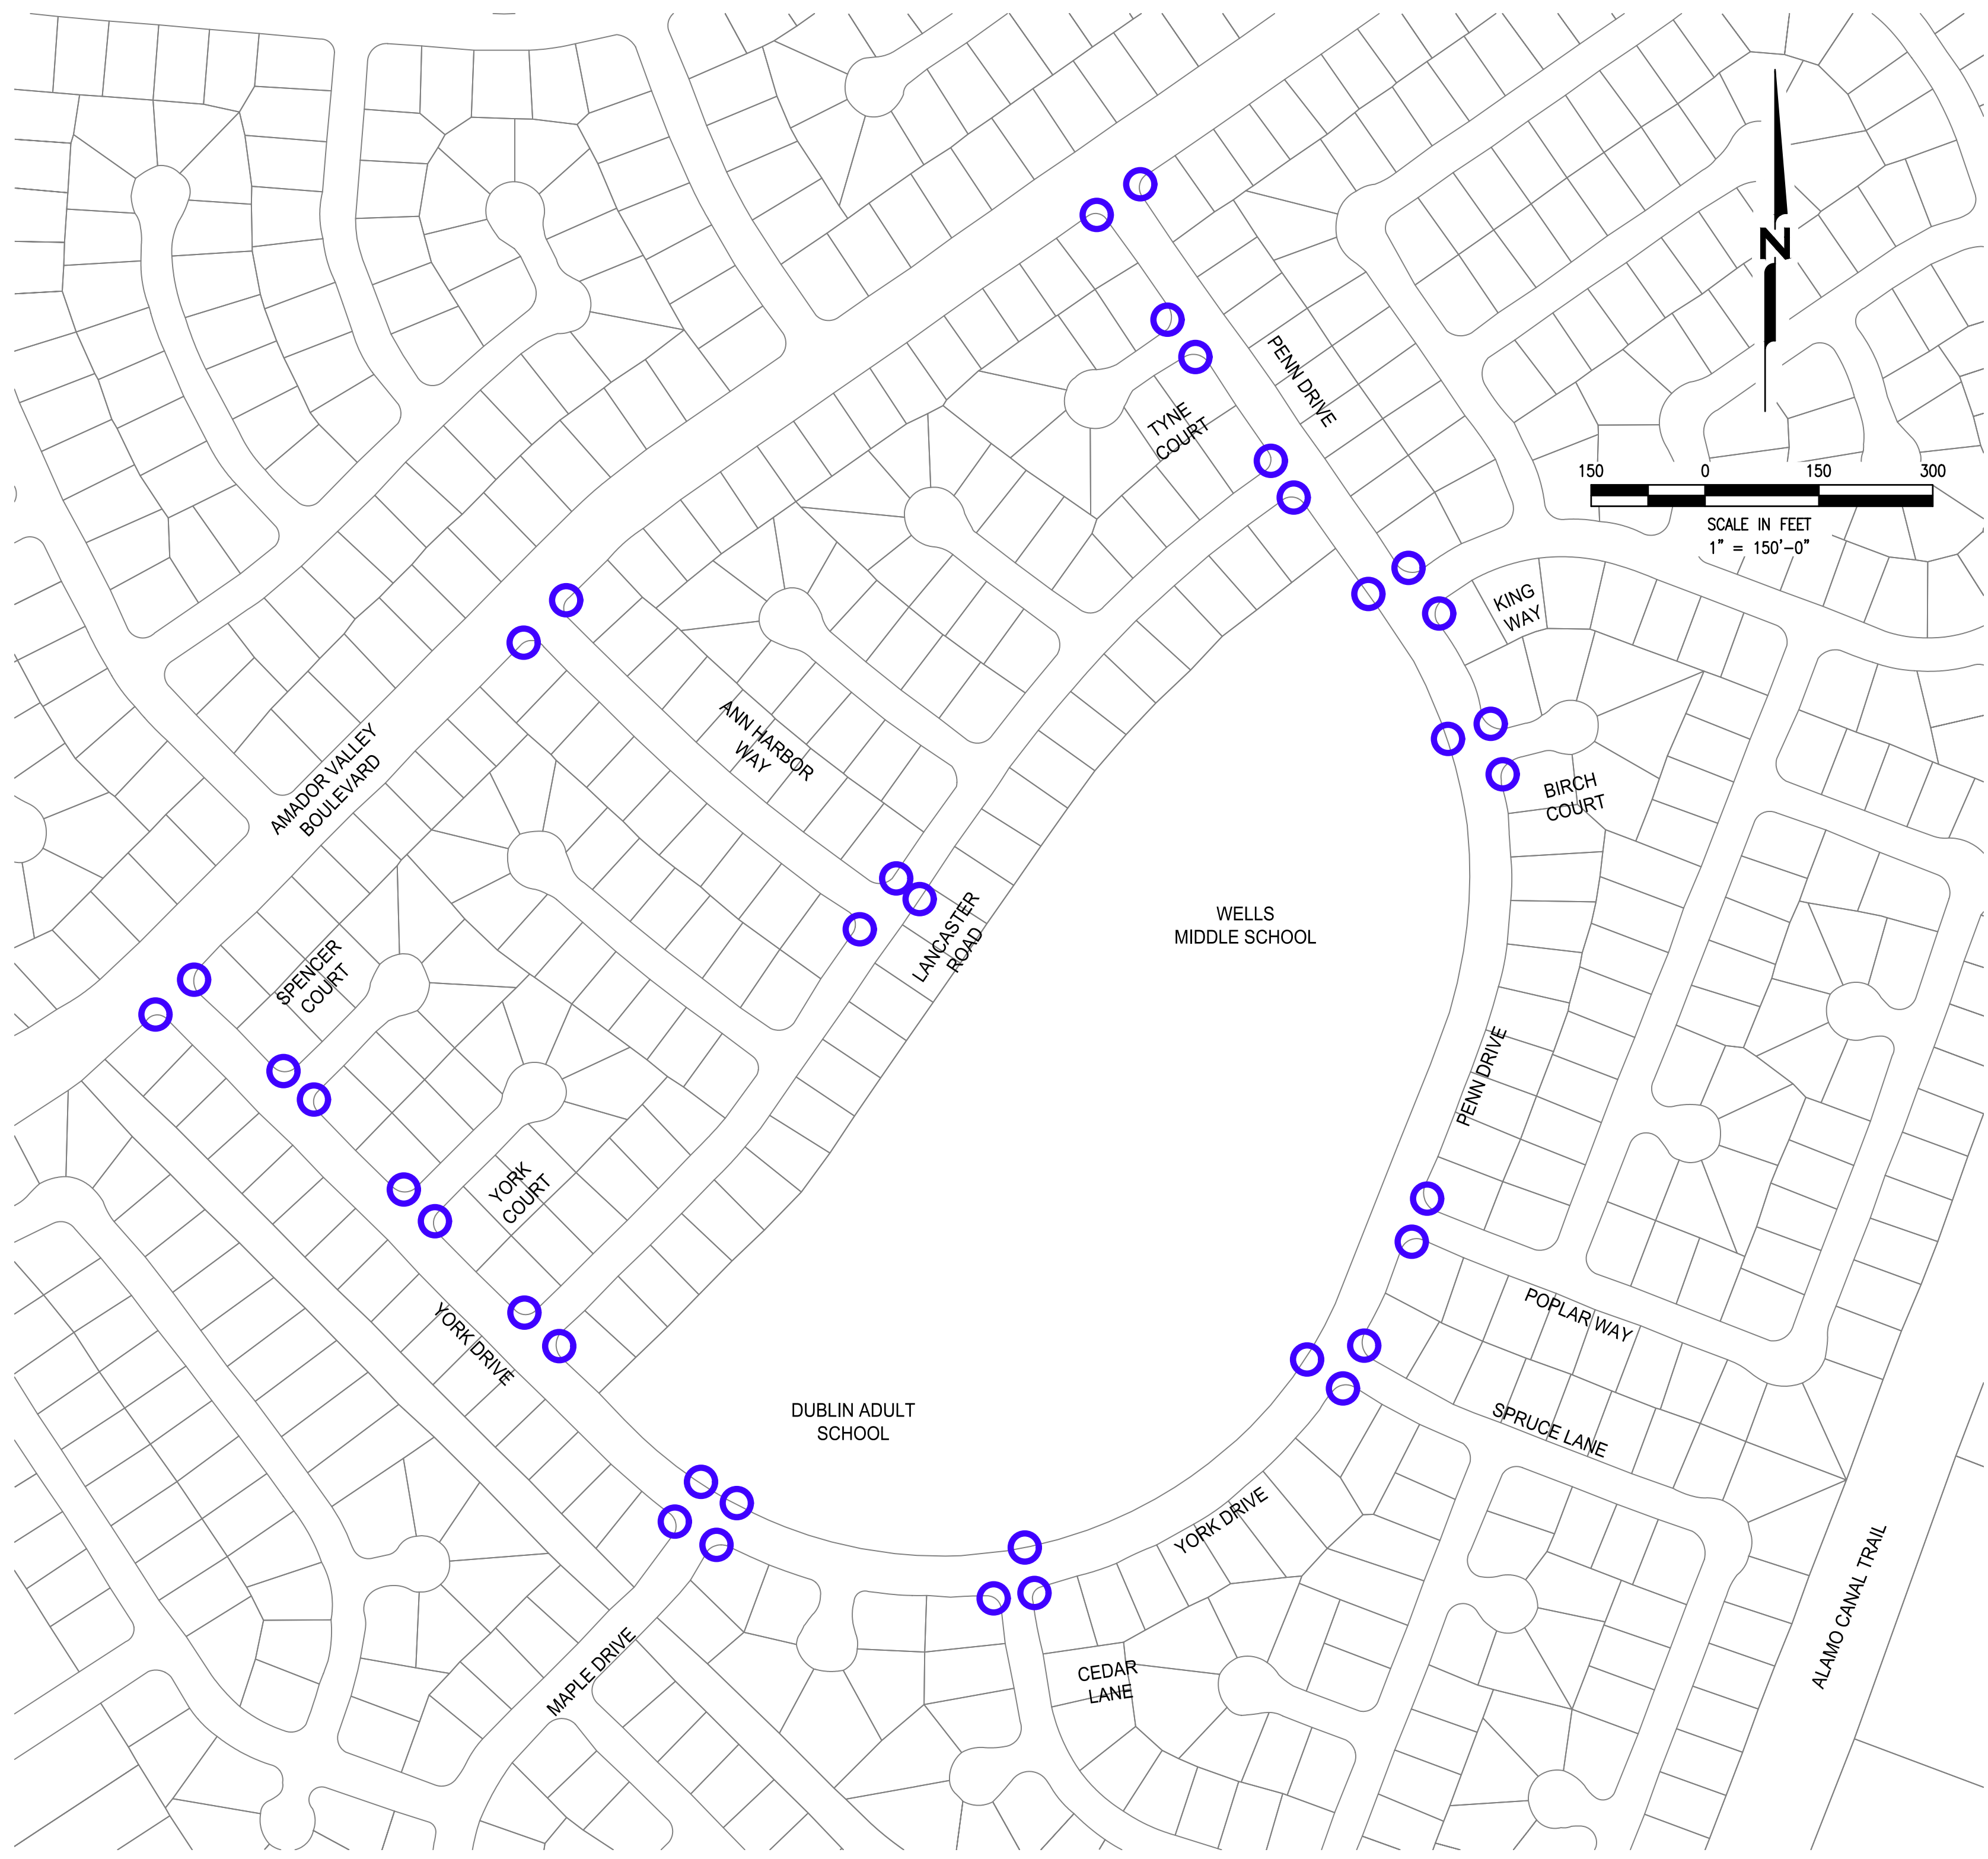 N
150 0 150 300
SCALE IN FEET
1" = 150'-0"
PENN DRIVE
TYNE
COURT
KING
WAY
ANN HARBOR
WAY
AMADOR VALLEY
BOULEVARD
BIRCH
COURT
WELLS
MIDDLE SCHOOL
LANCASTER
ROAD
SPENCER
COURT
PENN DRIVE
YORK
COURT
POPLAR WAY
YORK DRIVE
DUBLIN ADULT
SCHOOL
SPRUCE LANE
YORK DRIVE
ALAMO CANAL TRAIL
MAPLE DRIVE
CEDAR
LANE